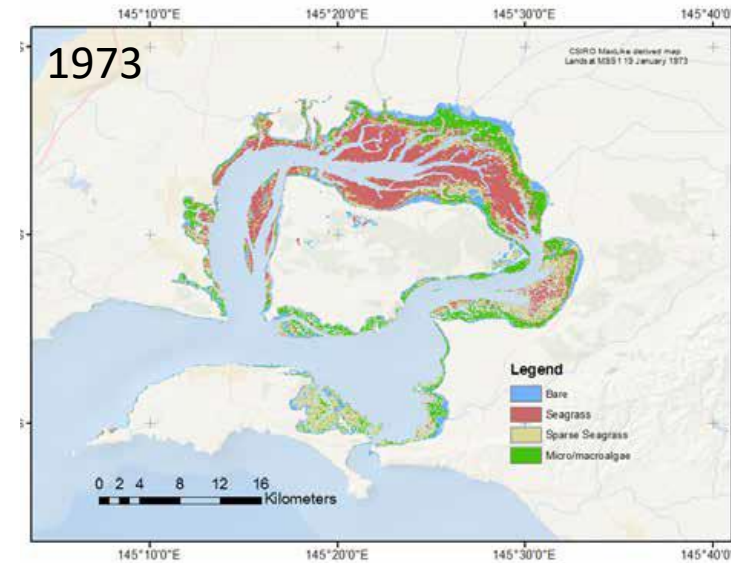 145°10'0"E 145°20'0"E 145°30'0"E 145°40'0
1973
CSIRO MaxLike derived map
Landsat MSS 1 19 January 1973
Legend
Bare
Seagrass
Sparse Seagrass
Micro/macroalgae
0 2 4 8 12 16
Kilometers
145°10'0"E 145°20'0"E 145°30'0"E 145°40'0